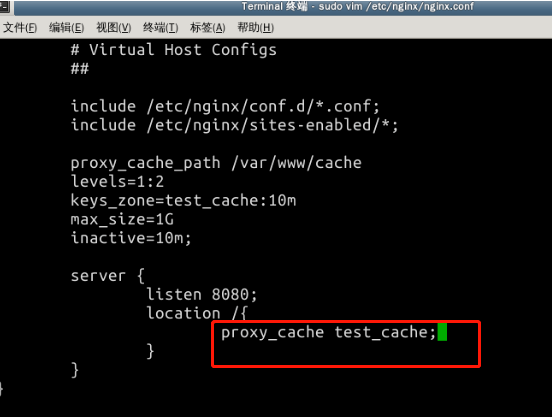 Terminal 终端 - sudo vim /etc/nginx/nginx.conf
文件(F) 编辑(E) 视图(V) 终端(T) 标签(A) 帮助(H)
# Virtual Host Configs
##
include /etc/nginx/conf.d/*.conf;
include /etc/nginx/sites-enabled/*;
proxy_cache_path /var/www/cache
levels=1:2
keys_zone=test_cache:10m
max_size=1G
inactive=10m;
server {
listen 8080;
location /{
proxy_cache test_cache;
}
}
}